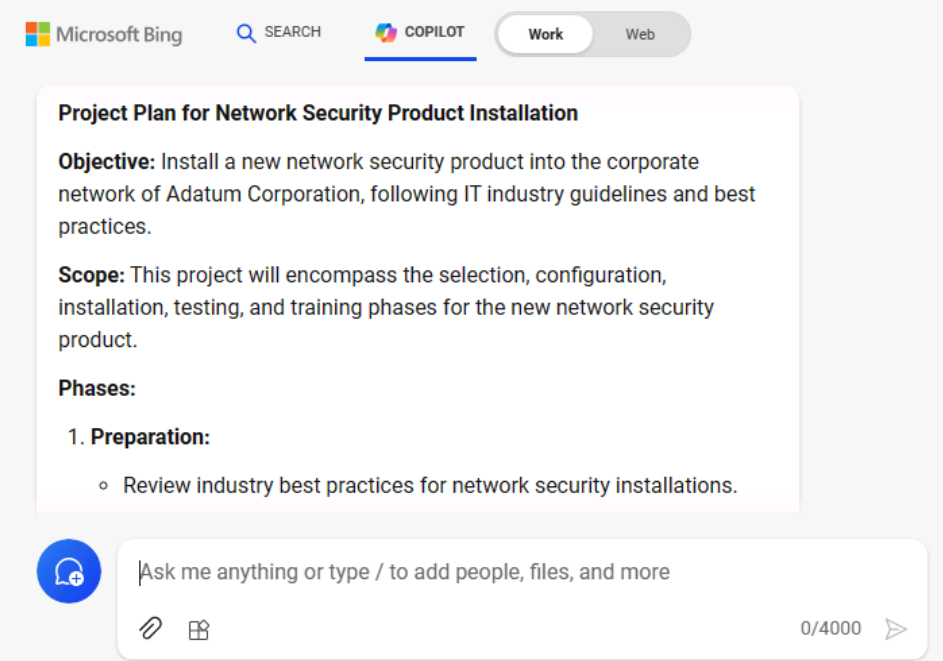 Microsoft Bing SEARCH COPILOT Work Web
Project Plan for Network Security Product Installation
Objective: Install a new network security product into the corporate
network of Adatum Corporation, following IT industry guidelines and best
practices.
Scope: This project will encompass the selection, configuration,
installation, testing, and training phases for the new network security
product.
Phases:
1. Preparation:
Review industry best practices for network security installations.
Ask me anything or type / to add people, files, and more
0/4000